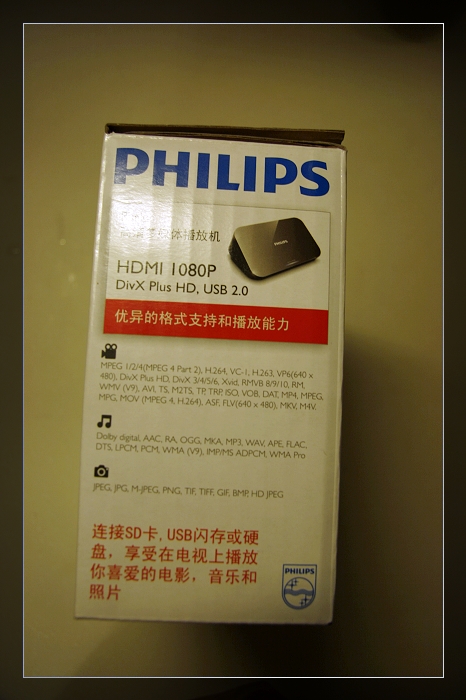 PHILIPS
体播放机
PHILIPS
HDMI 1080P
DivX Plus HD, USB 2.0
优异的格式支持和播放能力
MPEG 1/2/4(MPEG 4 Part 2), H.264, VC-1, H.263, VP6(640 x
480), DivX Plus HD, DivX 3/4/5/6, Xvid, RMVB 8/9/10, RM,
WMV (V9), AVI, TS, M2TS, TP, TRP, ISO, VOB, DAT, MP4, MPEG,
MPG, MOV (MPEG 4, H.264), ASF, FLV(640 x 480), MKV, M4V.
Dolby digital, AAC, RA, OGG, MKA, MP3, WAV, APE, FLAC,
DTS, LPCM, PCM, WMA (V9), IMP/MS ADPCM, WMA Pro
JPEG, JPG, M-JPEG, PNG, TIF, TIFF, GIF, BMP, HD JPEG
连接SD卡, USB闪存或硬
盘，享受在电视上播放
你喜爱的电影，音乐和
照片
PHILIPS